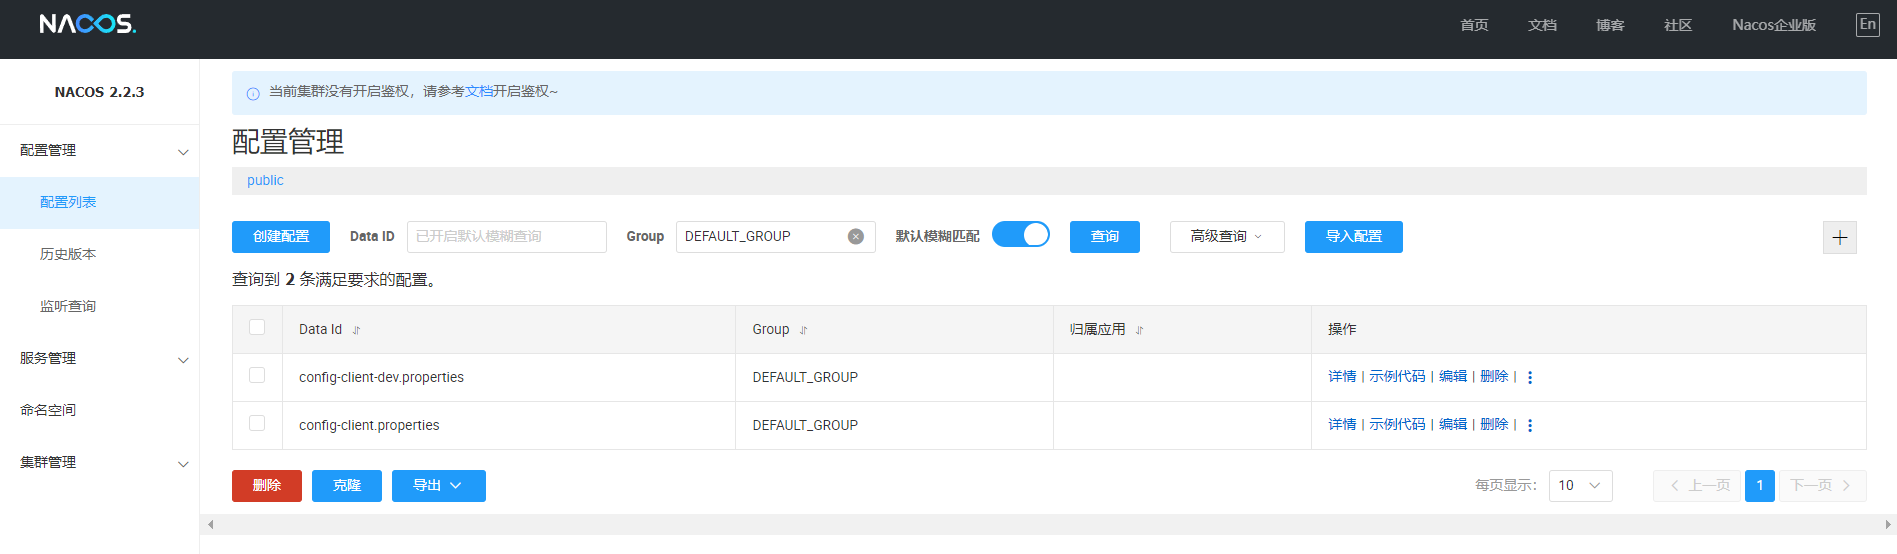 NACOS.
首页 文档 博客 社区 Nacos企业版 En
NACOS 2.2.3
配置管理
配置列表
历史版本
监听查询
服务管理
命名空间
集群管理
当前集群没有开启鉴权，请参考文档开启鉴权~
配置管理
public
创建配置 Data ID 已开启默认模糊查询 Group DEFAULT_GROUP 默认模糊匹配 查询 高级查询 导入配置
查询到 2 条满足要求的配置。
Data Id Group 归属应用 操作
config-client-dev.properties DEFAULT_GROUP 详情 | 示例代码 | 编辑 | 删除 |
config-client.properties DEFAULT_GROUP 详情 | 示例代码 | 编辑 | 删除 |
删除 克隆 导出 每页显示： 10 上一页 1 下一页